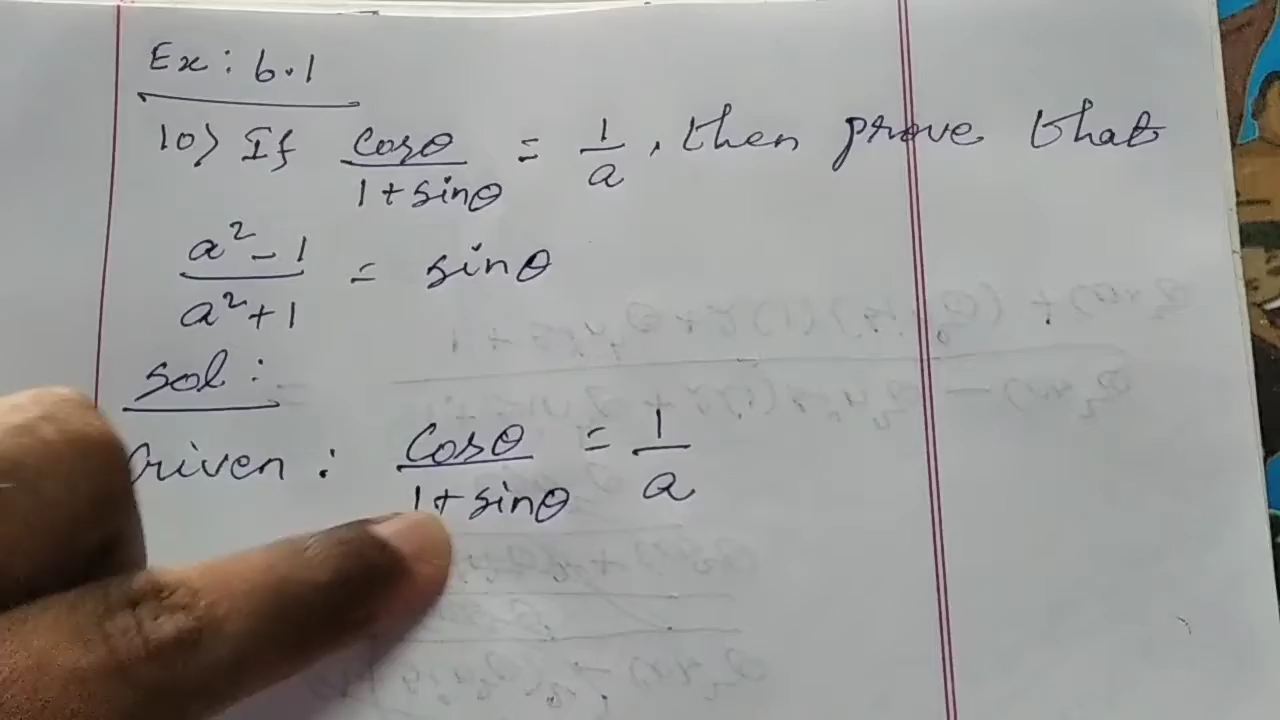 Ex: 6.1
10) If cosθ/1+sinθ = 1/a, then prove that
a²-1/a²+1 = sinθ
Sol:
Given: Cosθ/1+sinθ = 1/a